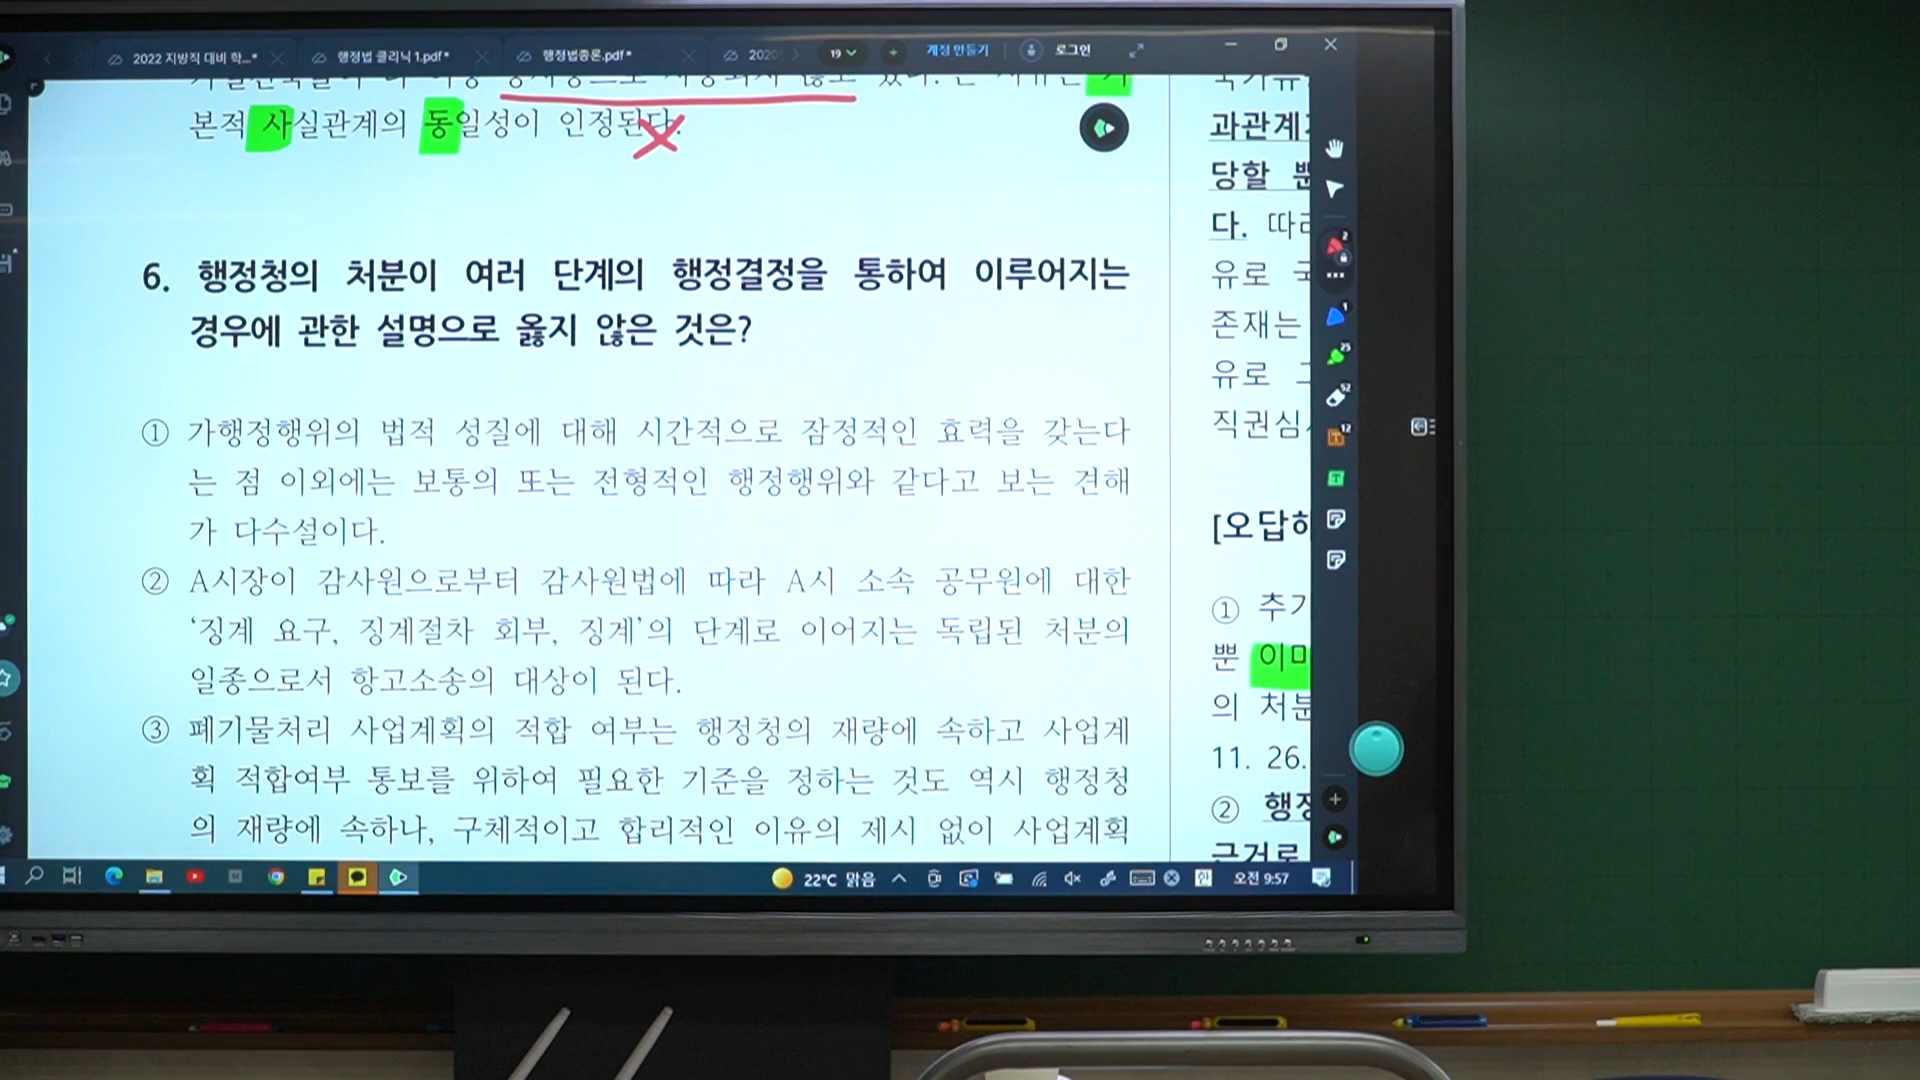 2022 지방직 대비 학...*
행정법 클리닉 1.pdf*
행정법총론.pdf*
2020
19
계정 만들기
로그인
본적 사실관계의 동일성이 인정된다.
6. 행정청의 처분이 여러 단계의 행정결정을 통하여 이루어지는
경우에 관한 설명으로 옳지 않은 것은?
① 가행정행위의 법적 성질에 대해 시간적으로 잠정적인 효력을 갖는다
는 점 이외에는 보통의 또는 전형적인 행정행위와 같다고 보는 견해
가 다수설이다.
② A시장이 감사원으로부터 감사원법에 따라 A시 소속 공무원에 대한
‘징계 요구, 징계절차 회부, 징계’의 단계로 이어지는 독립된 처분의
일종으로서 항고소송의 대상이 된다.
③ 폐기물처리 사업계획의 적합 여부는 행정청의 재량에 속하고 사업계
획 적합여부 통보를 위하여 필요한 기준을 정하는 것도 역시 행정청
의 재량에 속하나, 구체적이고 합리적인 이유의 제시 없이 사업계획
과관계
당할
다. 따라
유로
존재는
유로
직권심
[오답해
① 추가
뿐 이미
의 처분
11. 26.
② 행정
근거로
2
1
25
52
12
22℃ 맑음
한
오전 9:57